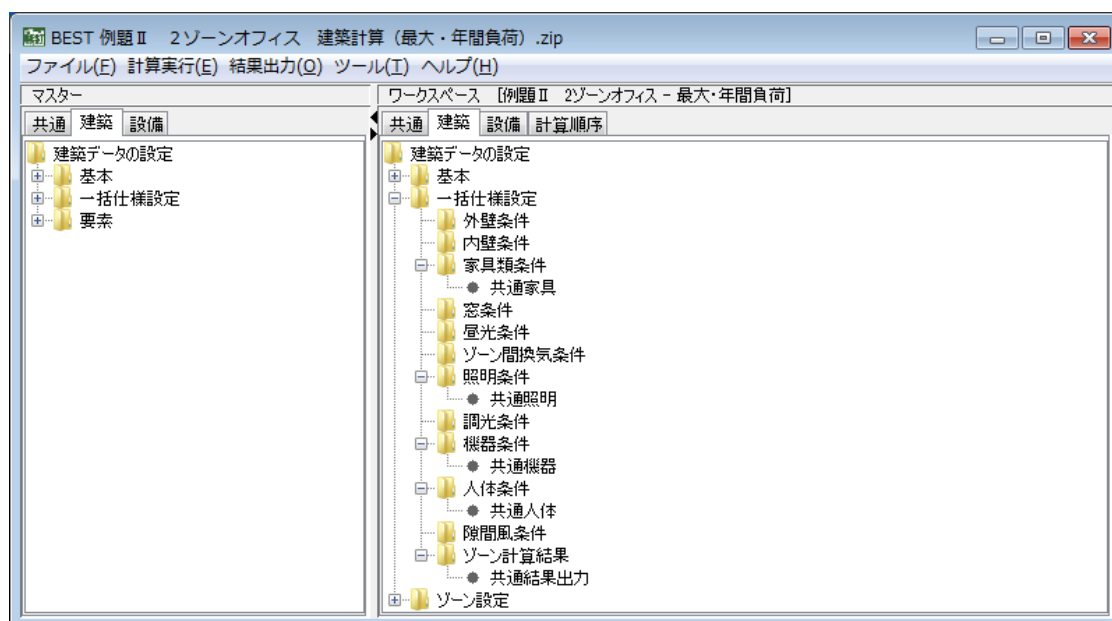 BEST 例題Ⅱ 2ゾーンオフィス 建築計算（最大・年間負荷）.zip
ファイル(F) 計算実行(E) 結果出力(O) ツール(T) ヘルプ(H)
マスター
共通 建築 設備
建築データの設定
基本
一括仕様設定
要素
ワークスペース [例題Ⅱ 2ゾーンオフィス - 最大・年間負荷]
共通 建築 設備 計算順序
建築データの設定
基本
一括仕様設定
外壁条件
内壁条件
家具類条件
共通家具
窓条件
昼光条件
ゾーン間換気条件
照明条件
共通照明
調光条件
機器条件
共通機器
人体条件
共通人体
隙間風条件
ゾーン計算結果
共通結果出力
ゾーン設定